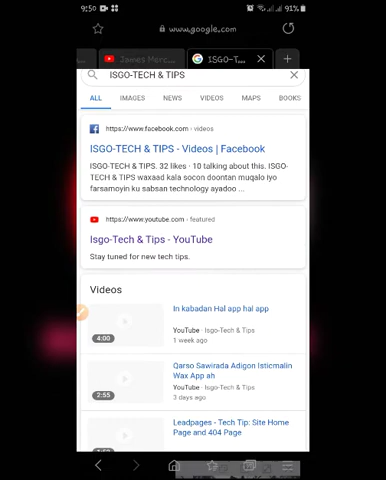 9:50
91%
www.google.com
James Merc
ISGO-T...
ISGO-TECH & TIPS
ALL IMAGES NEWS VIDEOS MAPS BOOKS
https://www.facebook.com › videos
ISGO-TECH & TIPS - Videos | Facebook
ISGO-TECH & TIPS. 32 likes · 10 talking about this. ISGO-
TECH & TIPS waxaad kala socon doontan muqalo iyo
farsamoyin ku sabsan technology ayadoo ...
https://www.youtube.com › featured
Isgo-Tech & Tips - YouTube
Stay tuned for new tech tips.
Videos
In kabadan Hal app hal app
4:00
YouTube · Isgo-Tech & Tips
1 week ago
Qarso Sawirada Adigon Isticmalin
Wax App ah
2:55
YouTube · Isgo-Tech & Tips
3 days ago
Leadpages - Tech Tip: Site Home
Page and 404 Page